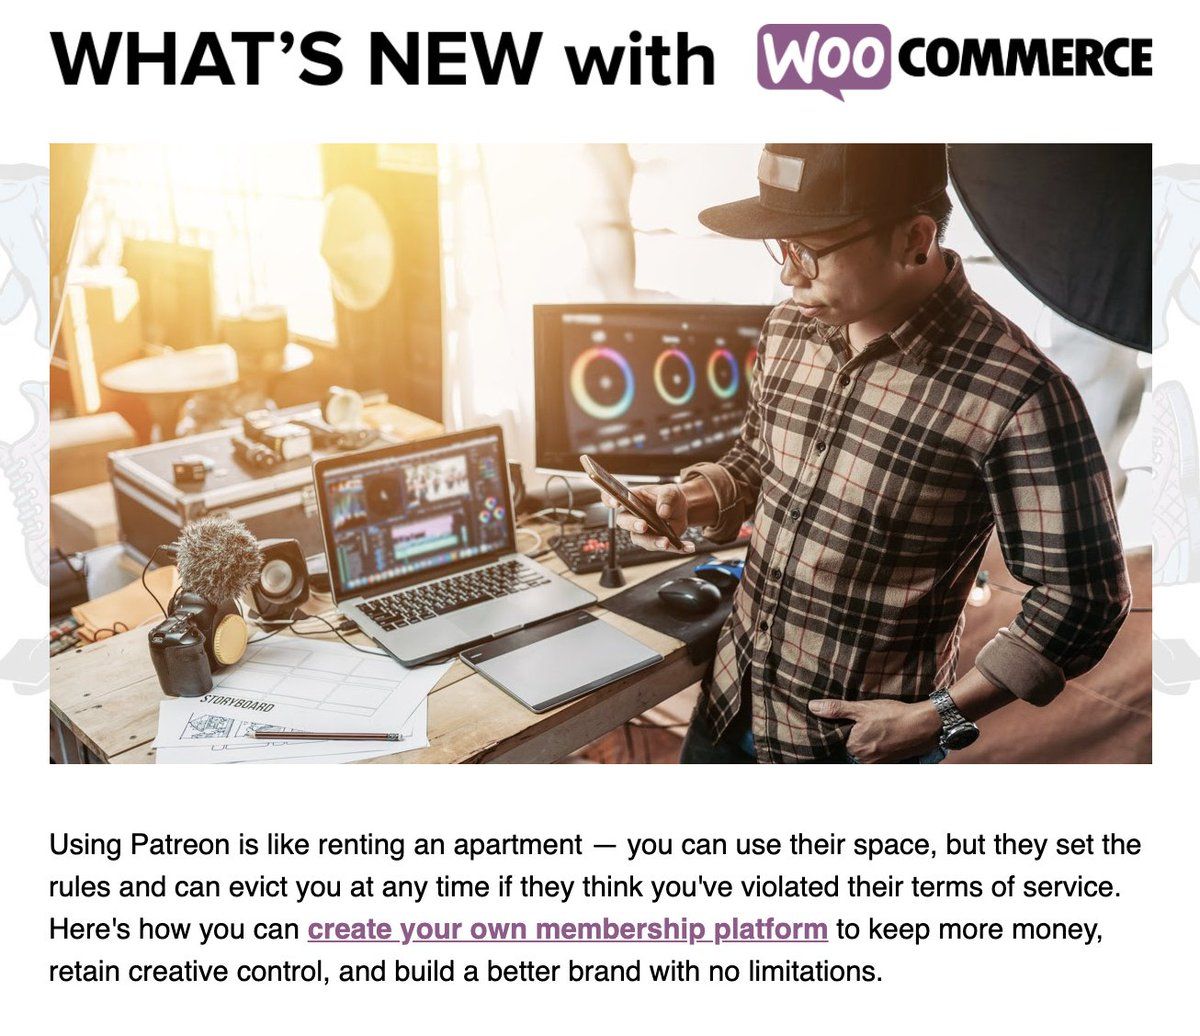 WHAT'S NEW with WOO COMMERCE
STORYBOARD
Using Patreon is like renting an apartment — you can use their space, but they set the
rules and can evict you at any time if they think you've violated their terms of service.
Here's how you can create your own membership platform to keep more money,
retain creative control, and build a better brand with no limitations.